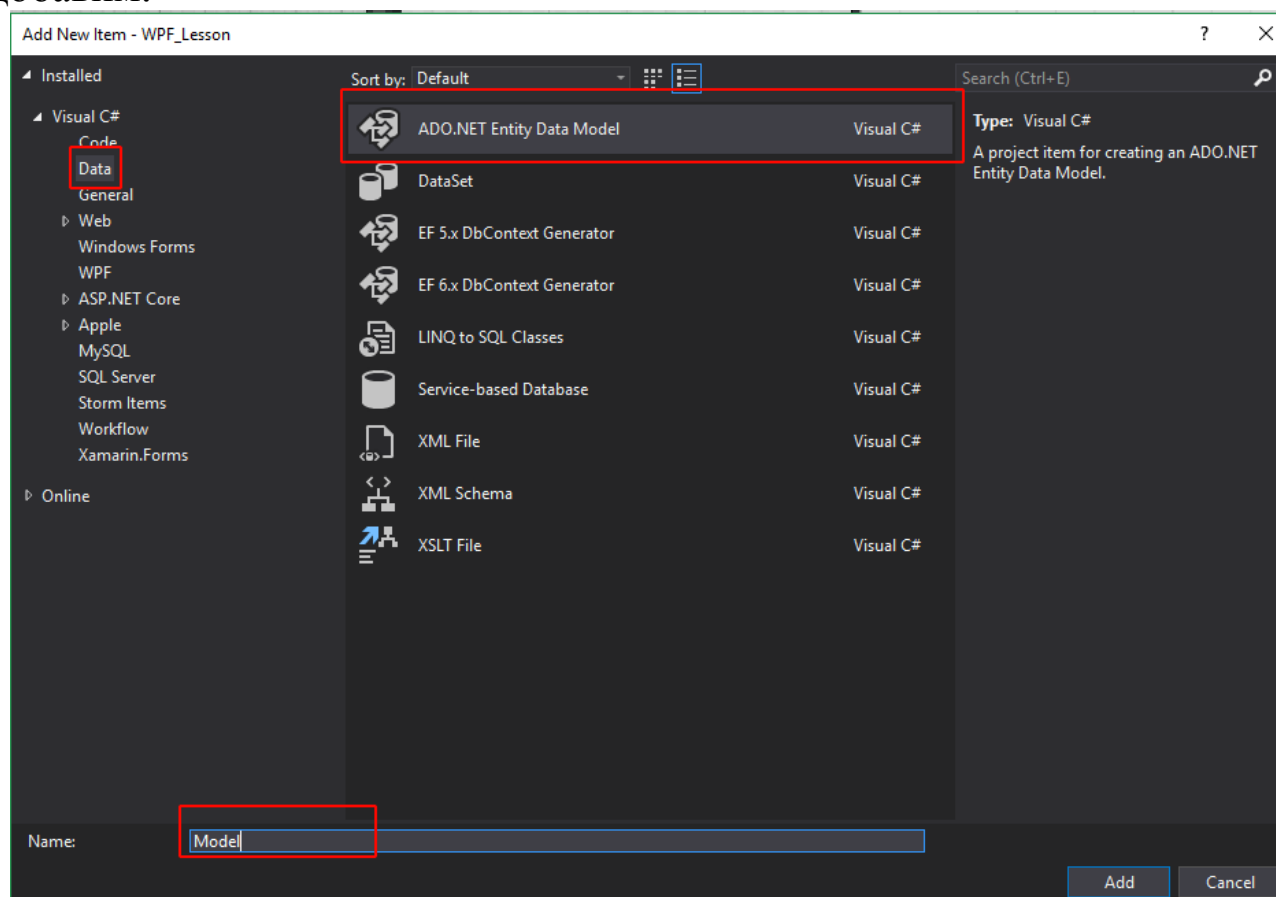 Add New Item - WPF_Lesson
?
Installed
Sort by: Default
Search (Ctrl+E)
Visual C#
Code
Data
General
Web
Windows Forms
WPF
ASP.NET Core
Apple
MySQL
SQL Server
Storm Items
Workflow
Xamarin.Forms
Online
ADO.NET Entity Data Model Visual C#
DataSet Visual C#
EF 5.x DbContext Generator Visual C#
EF 6.x DbContext Generator Visual C#
LINQ to SQL Classes Visual C#
Service-based Database Visual C#
XML File Visual C#
XML Schema Visual C#
XSLT File Visual C#
Type: Visual C#
A project item for creating an ADO.NET
Entity Data Model.
Name: Model
Add Cancel